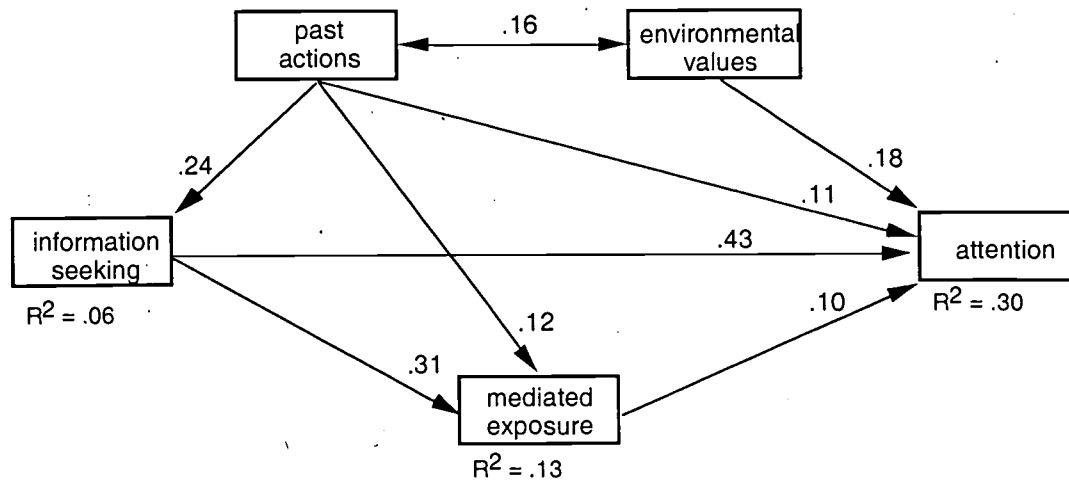 past
actions
.16
environmental
values
.24
.18
.11
information
seeking
.43
attention
R² = .06
.12
.10
R² = .30
.31
mediated
exposure
R² = .13